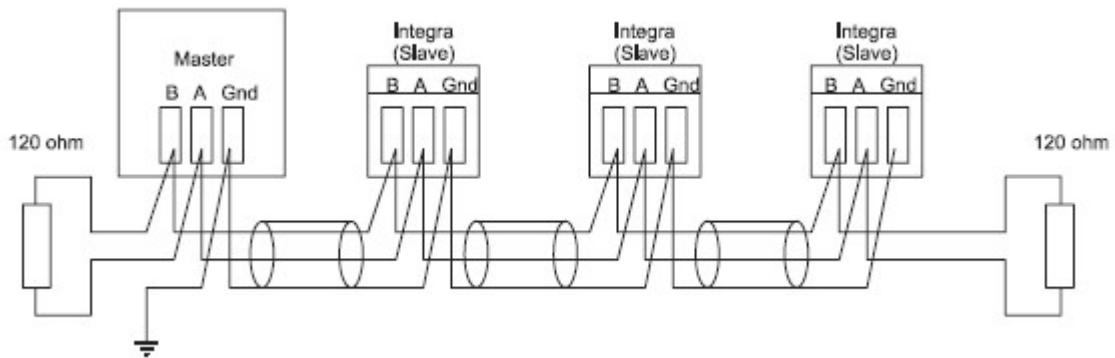 Master
B A Gnd
Integra
(Slave)
B A Gnd
Integra
(Slave)
B A Gnd
Integra
(Slave)
B A Gnd
120 ohm
120 ohm